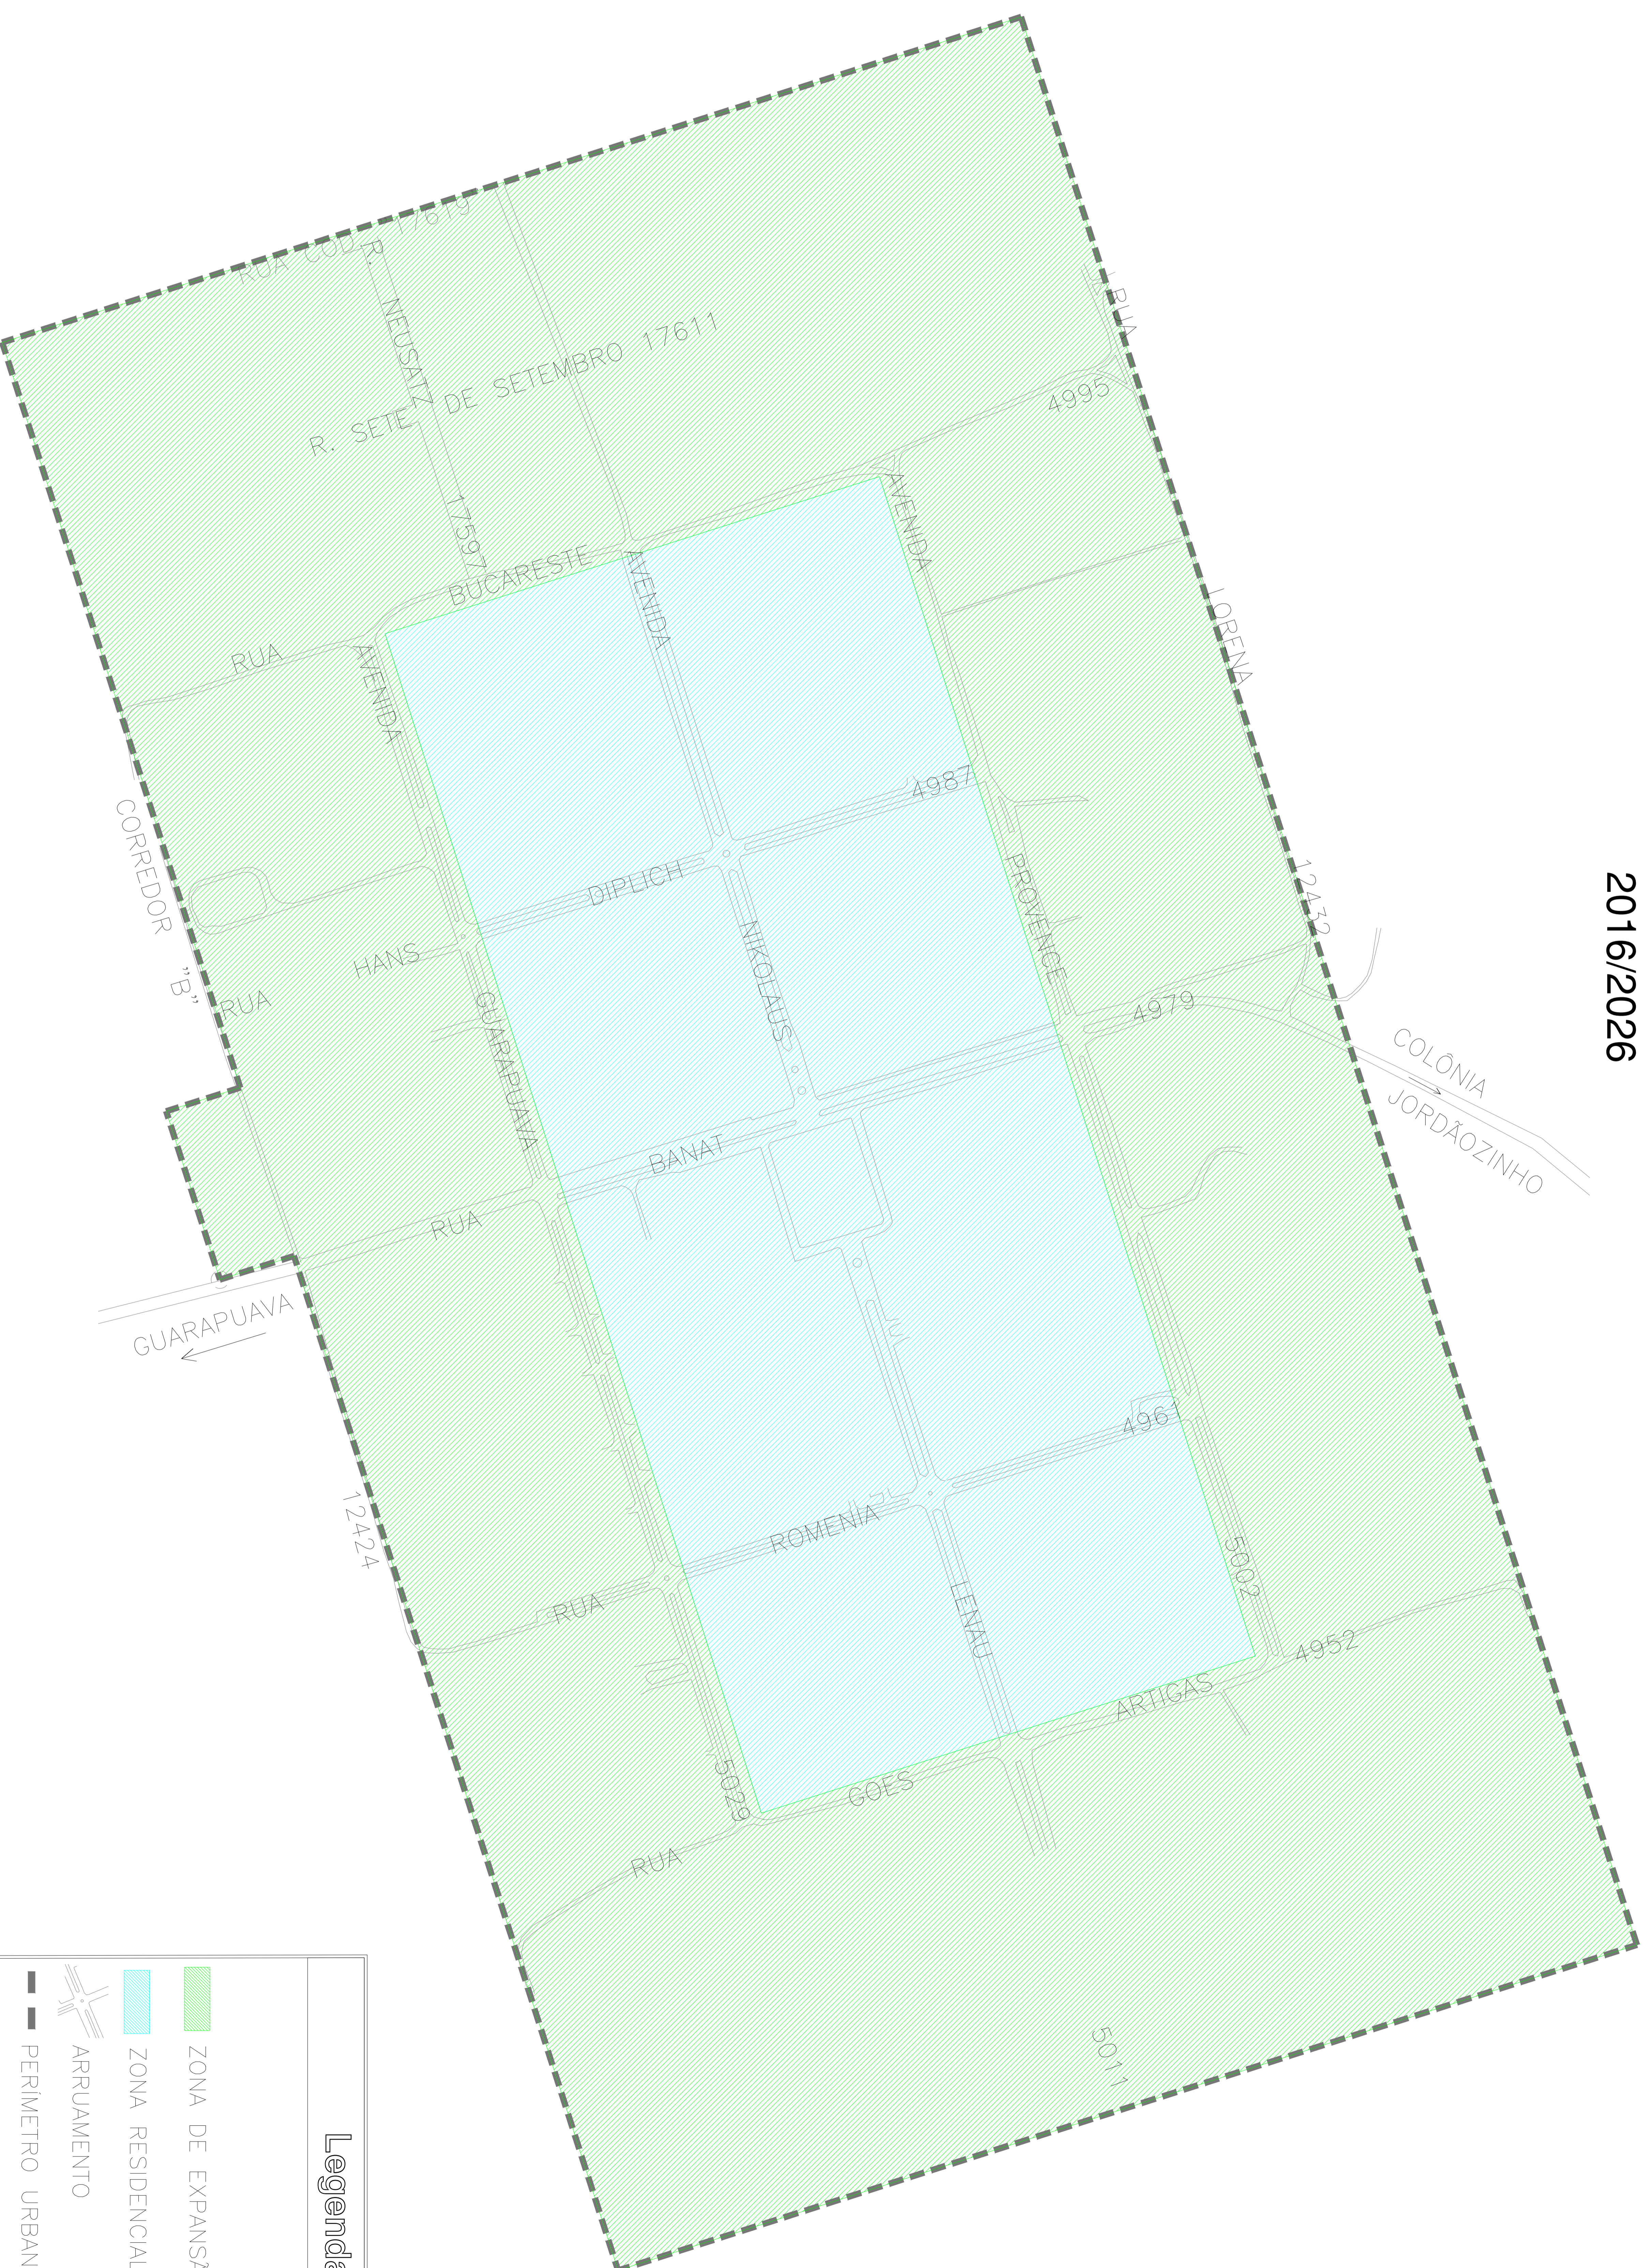 2016/2026
RUA LORENA 12432
COLÔNIA
JORDÃOZINHO
RUA COD. 17619
R. NEUSATZ 17597
R. SETE DE SETEMBRO 17611
RUA BUCARESTE 4995
AVENIDA PROVENCE 5002
AVENIDA NIKOLAUS LENAU 5011
AVENIDA GUARAPUAVA 5029
RUA HANS DIPLICH 4987
RUA BANAT 4979
RUA ROMENIA 4961
RUA GOES ARTIGAS 4952
CORREDOR "B" 12424
GUARAPUAVA
Legenda
ZONA DE
ZONA RESIDENCIAL
ARRUAMENTO
PERÍMETRO